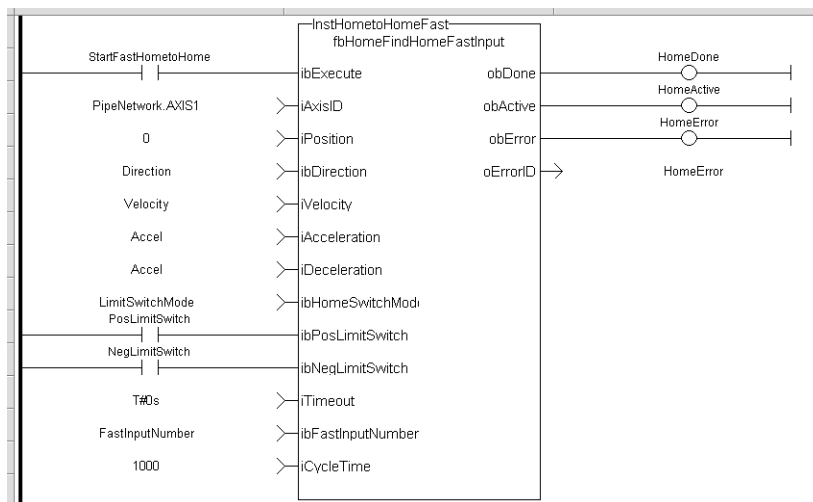 InstHometoHomeFast
fbHomeFindHomeFastInput
StartFastHometoHome
ibExecute
obDone
HomeDone
PipeNetwork.AXIS1
iAxisID
obActive
HomeActive
0
iPosition
obError
HomeError
Direction
ibDirection
oErrorID
HomeError
Velocity
iVelocity
Accel
iAcceleration
Accel
iDeceleration
LimitSwitchMode
ibHomeSwitchMod
PosLimitSwitch
ibPosLimitSwitch
NegLimitSwitch
ibNegLimitSwitch
T#0s
iTimeout
FastInputNumber
ibFastInputNumber
1000
iCycleTime